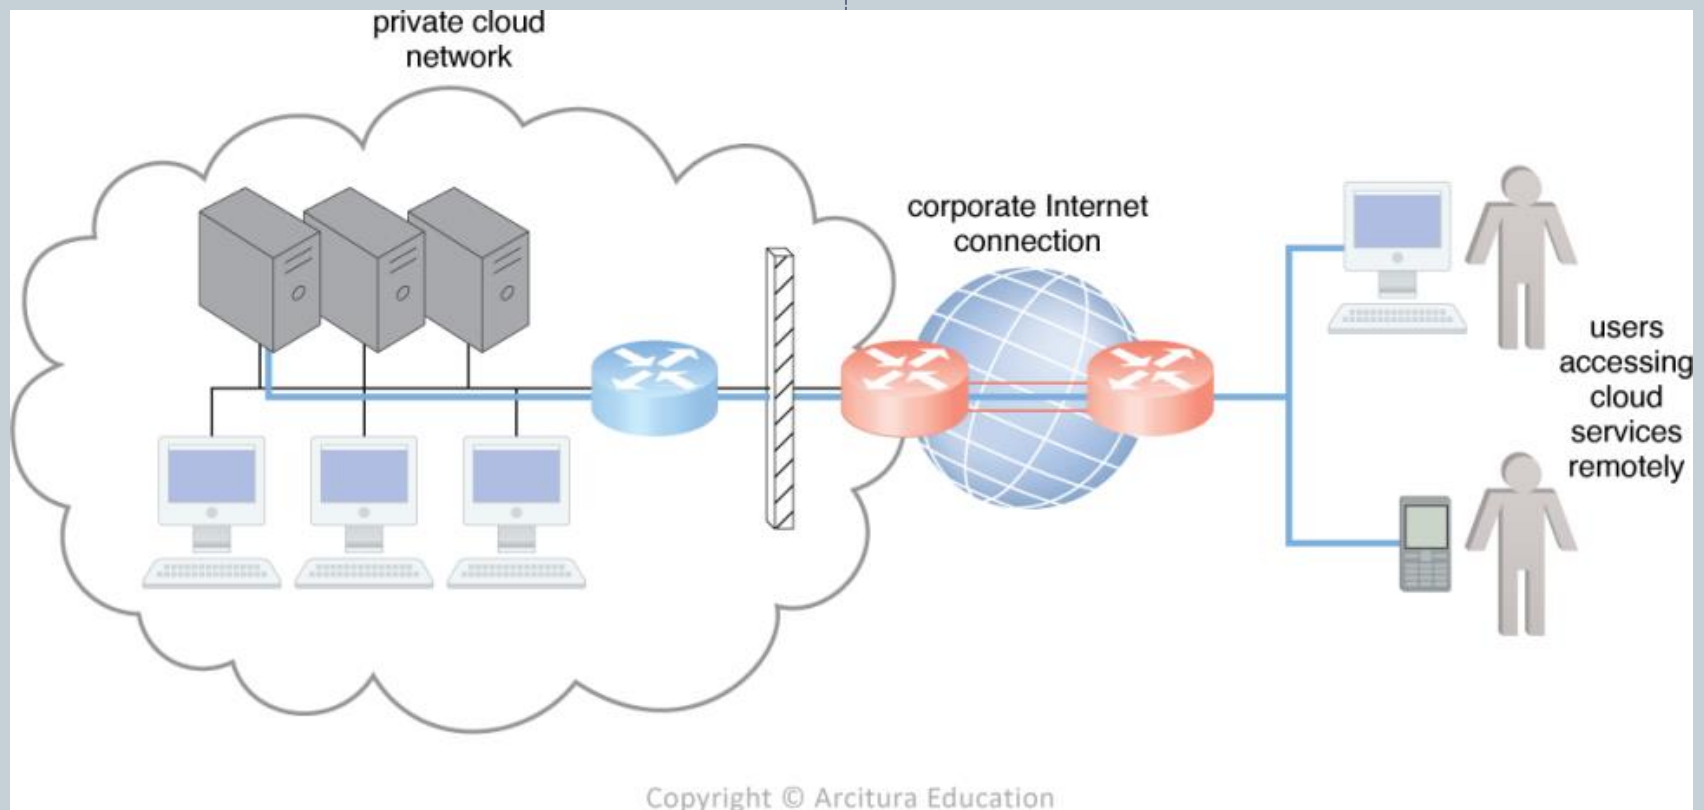 private cloud
network
corporate Internet
connection
users
accessing
cloud
services
remotely
Copyright © Arcitura Education